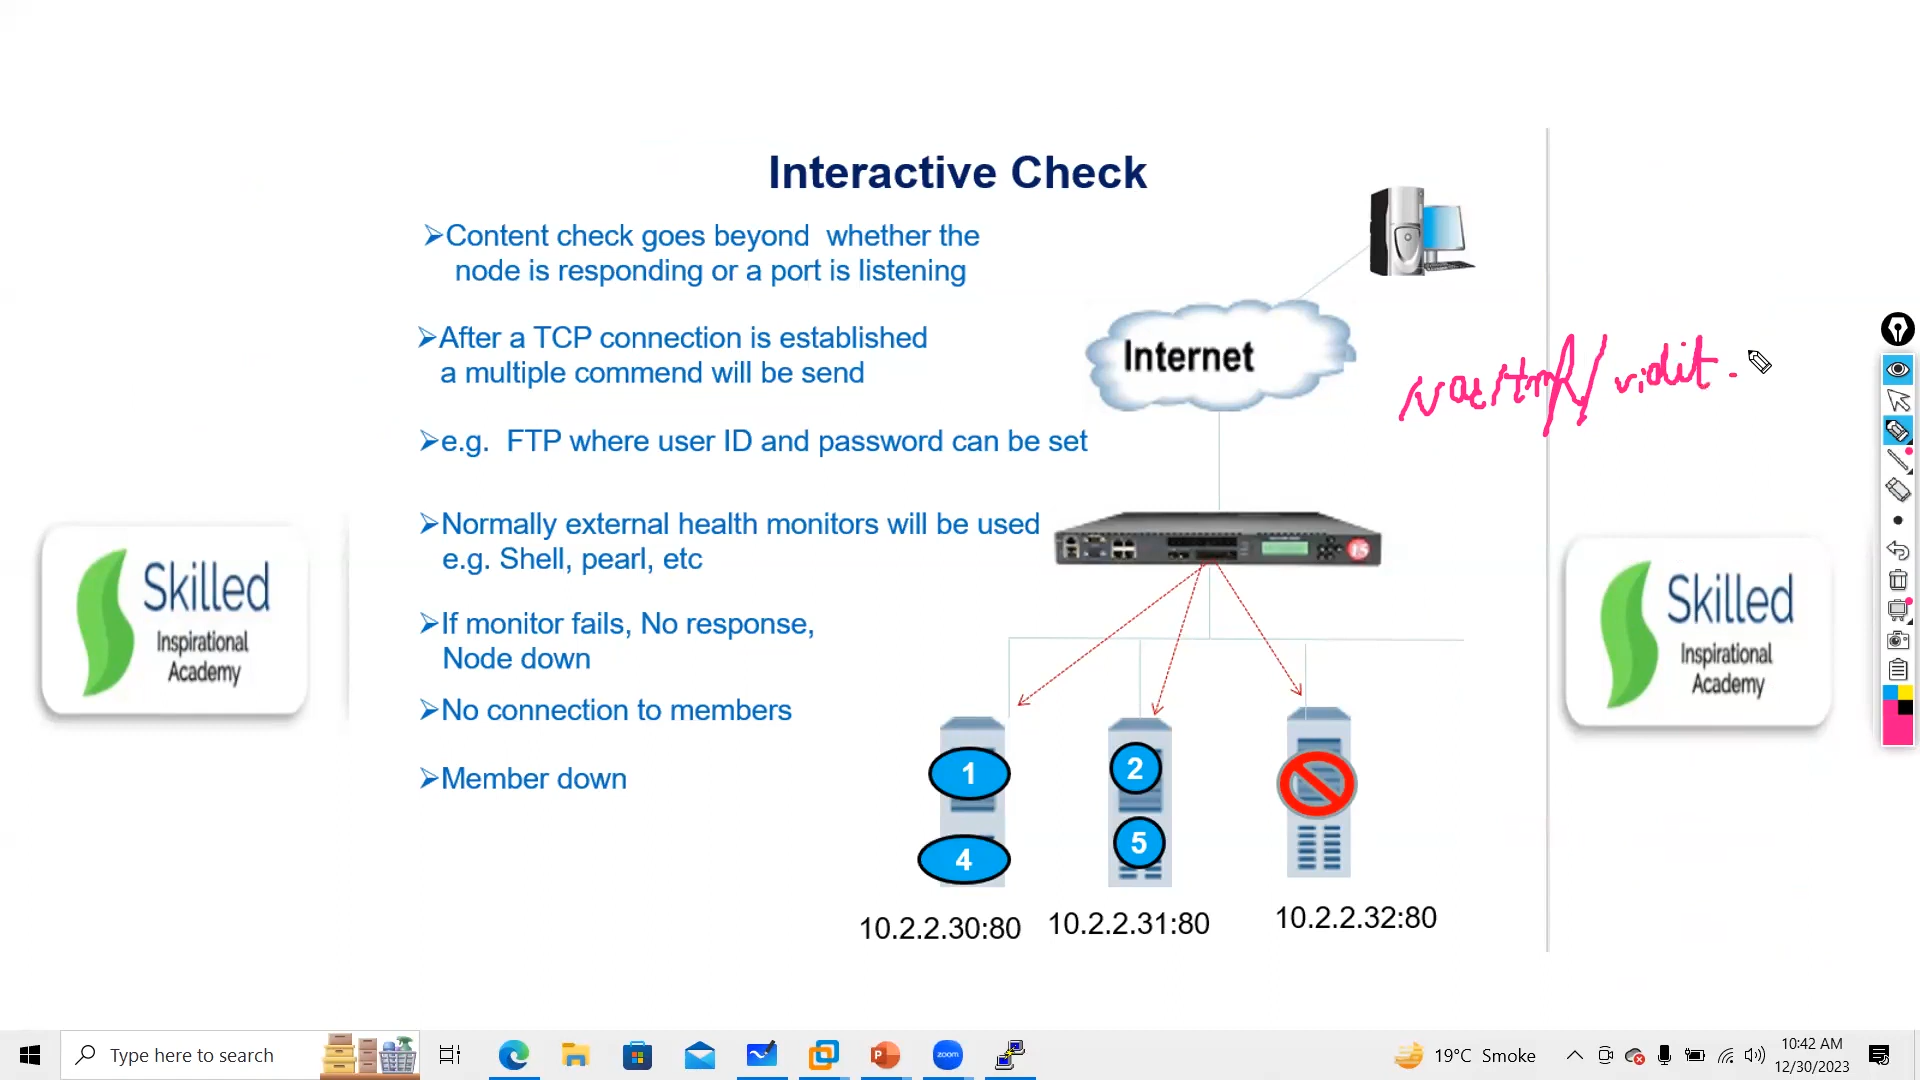 Interactive Check
➢Content check goes beyond whether the
node is responding or a port is listening
➢After a TCP connection is established
a multiple commend will be send
➢e.g. FTP where user ID and password can be set
➢Normally external health monitors will be used
e.g. Shell, pearl, etc
➢If monitor fails, No response,
Node down
➢No connection to members
➢Member down
Internet
1
2
4
5
10.2.2.30:80
10.2.2.31:80
10.2.2.32:80
Skilled
Inspirational
Academy
Skilled
Inspirational
Academy
Type here to search
zoom
19°C Smoke
10:42 AM
12/30/2023